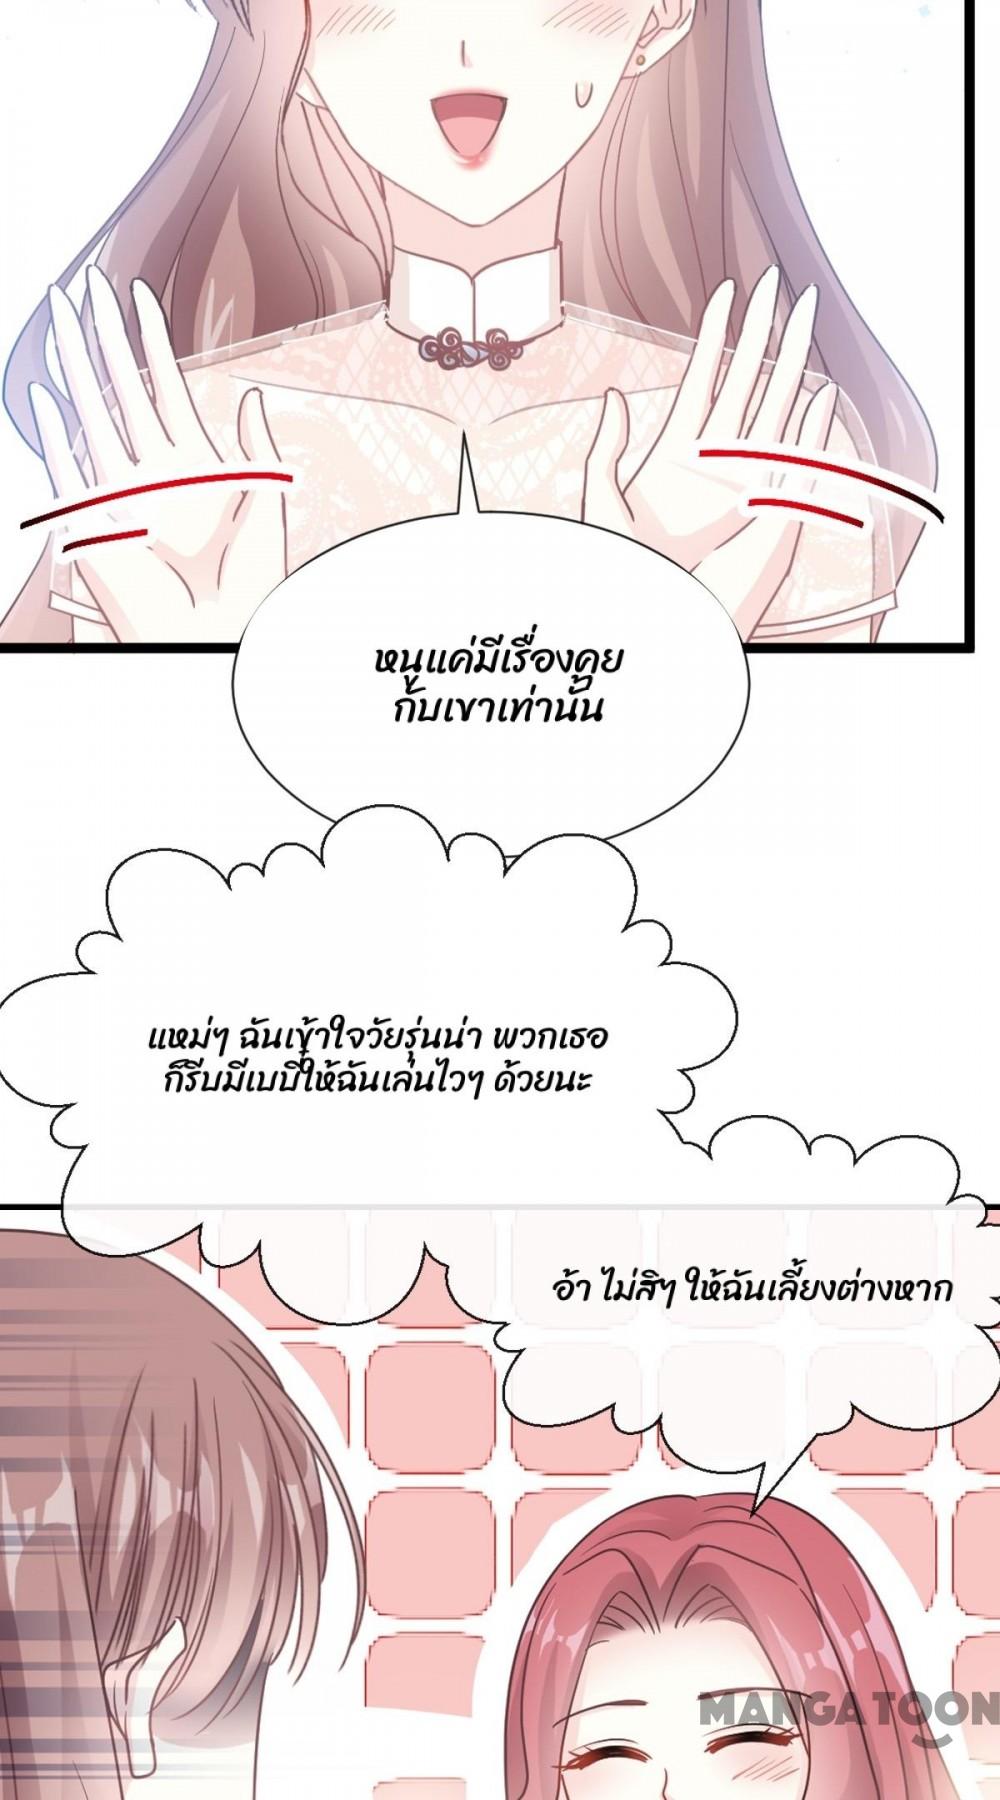 หนูแค่มีเรื่องคุย
กับเขาเท่านั้น
แหม่ๆ ฉันเข้าใจวัยรุ่นน่า พวกเธอ
ก็รีบมีเบบี๋ให้ฉันเล่นไวๆ ด้วยนะ
อ้า ไม่สิๆ ให้ฉันเลี้ยงต่างหาก
MANGATOON